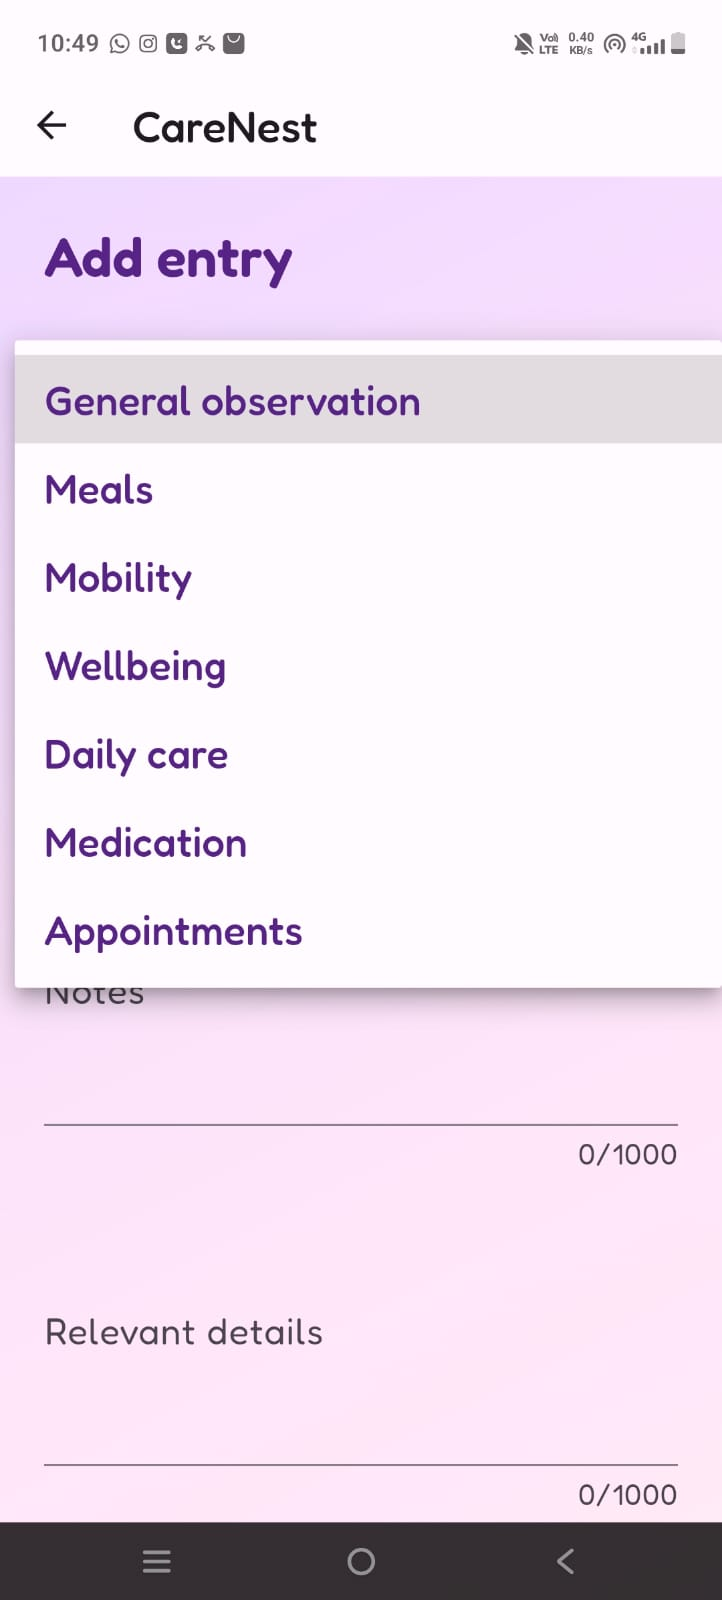 10:49
Vol) LTE 0.40 KB/s 4G
CareNest
Add entry
General observation
Meals
Mobility
Wellbeing
Daily care
Medication
Appointments
Notes
0/1000
Relevant details
0/1000